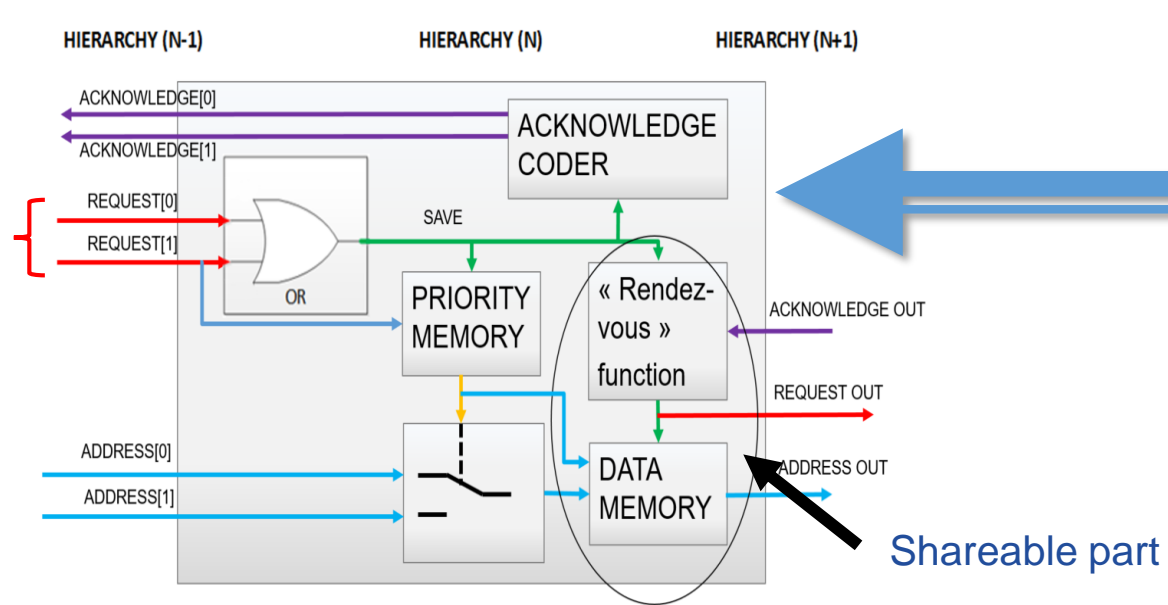 HIERARCHY (N-1)
HIERARCHY (N)
HIERARCHY (N+1)
ACKNOWLEDGE[0]
ACKNOWLEDGE[1]
ACKNOWLEDGE
CODER
REQUEST[0]
REQUEST[1]
OR
SAVE
PRIORITY
MEMORY
« Rendez-
vous »
function
ACKNOWLEDGE OUT
REQUEST OUT
ADDRESS[0]
ADDRESS[1]
DATA
MEMORY
ADDRESS OUT
Shareable part